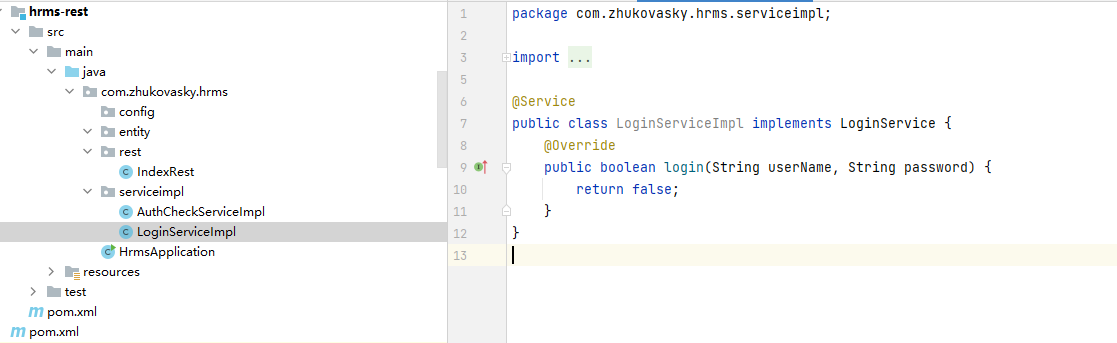 hrms-rest
src
main
java
com.zhukovasky.hrms
config
entity
rest
IndexRest
serviceimpl
AuthCheckServiceImpl
LoginServiceImpl
HrmsApplication
resources
test
pom.xml
pom.xml
1 package com.zhukovasky.hrms.serviceimpl;
2
3 import ...
5
6 @Service
7 public class LoginServiceImpl implements LoginService {
8 @Override
9 public boolean login(String userName, String password) {
10 return false;
11 }
12 }
13